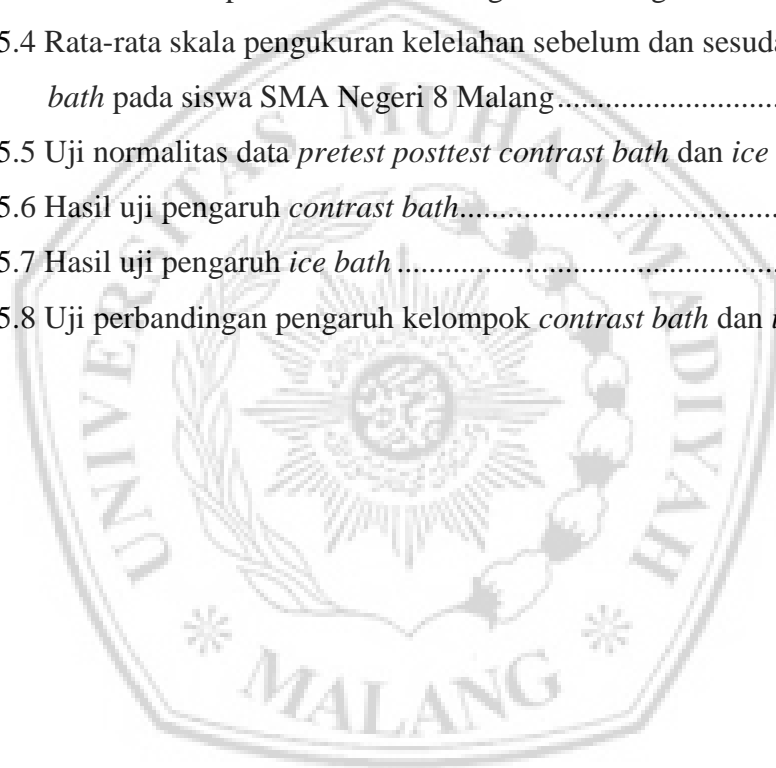 5.4 Rata-rata skala pengukuran kelelahan sebelum dan
bath pada siswa SMA Negeri 8 Malang..........................
5.5 Uji normalitas data pretest posttest contrast bath dan ice
5.6 Hasil uji pengaruh contrast bath....................................
5.7 Hasil uji pengaruh ice bath ...........................................
5.8 Uji perbandingan pengaruh kelompok contrast bath dan
UNIVERSITAS MUHAMMADIYAH
MALANG